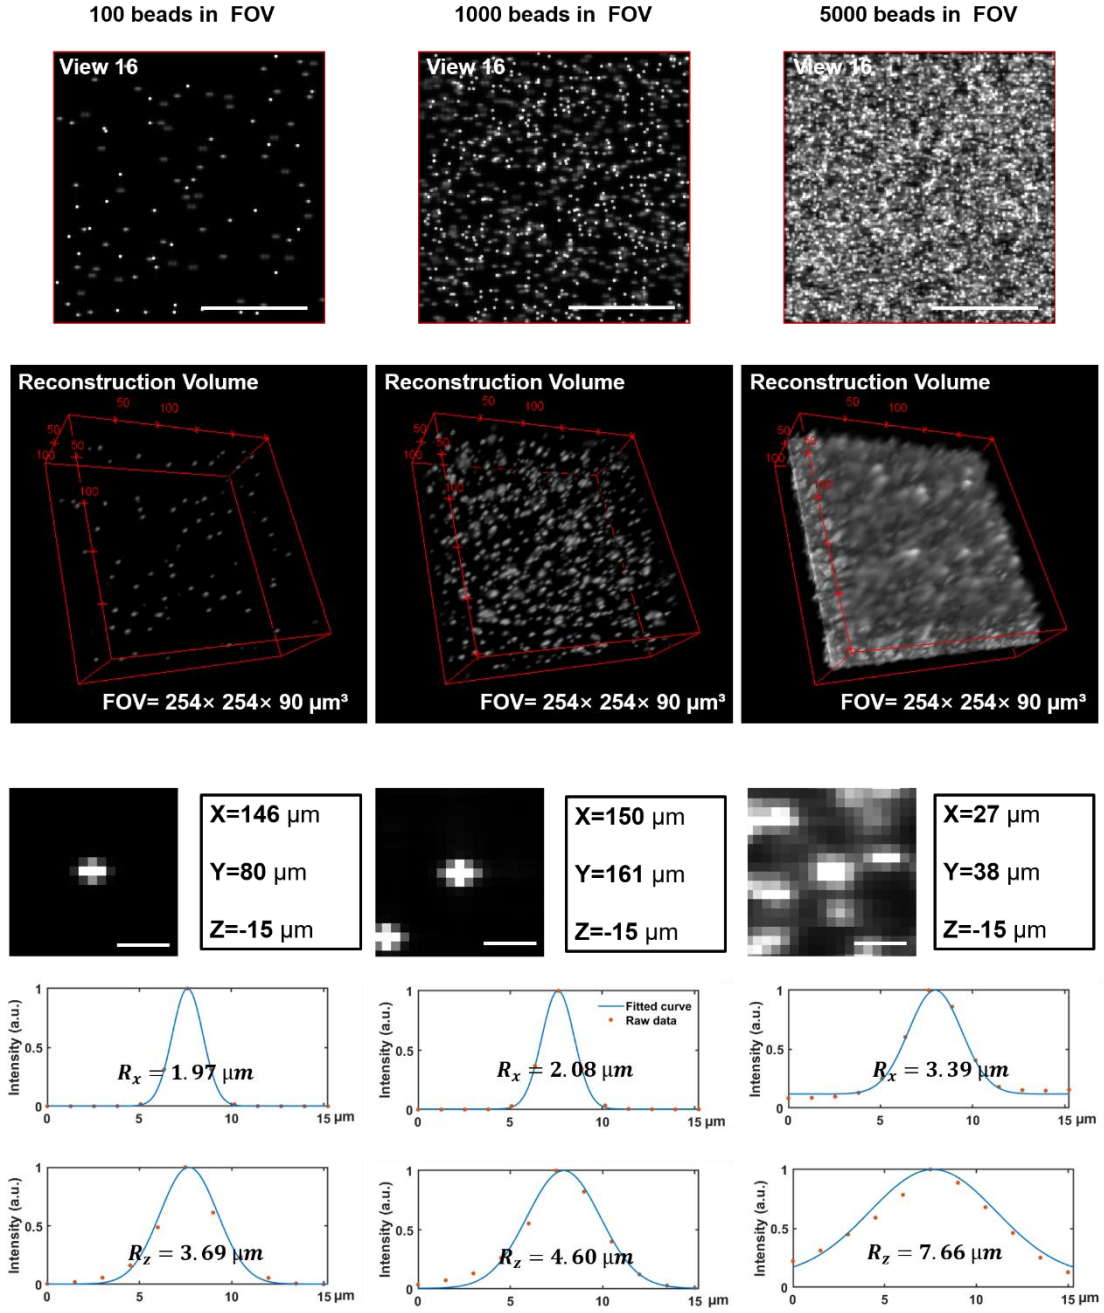 100 beads in FOV
1000 beads in FOV
5000 beads in FOV
View 16
View 16
View 16
Reconstruction Volume
50
100
50
50
100
100
FOV= 254× 254× 90 μm³
Reconstruction Volume
50
100
50
50
100
100
FOV= 254× 254× 90 μm³
Reconstruction Volume
50
100
50
50
100
100
FOV= 254× 254× 90 μm³
X=146 μm
Y=80 μm
Z=-15 μm
X=150 μm
Y=161 μm
Z=-15 μm
X=27 μm
Y=38 μm
Z=-15 μm
Intensity (a.u.)
1
0.5
0
0
5
10
15 μm
Rx = 1.97 μm
Intensity (a.u.)
1
0.5
0
0
5
10
15 μm
Fitted curve
Raw data
Rx = 2.08 μm
Intensity (a.u.)
1
0.5
0
0
5
10
15 μm
Rx = 3.39 μm
Intensity (a.u.)
1
0.5
0
0
5
10
15 μm
Rz = 3.69 μm
Intensity (a.u.)
1
0.5
0
0
5
10
15 μm
Rz = 4.60 μm
Intensity (a.u.)
1
0.5
0
0
5
10
15 μm
Rz = 7.66 μm